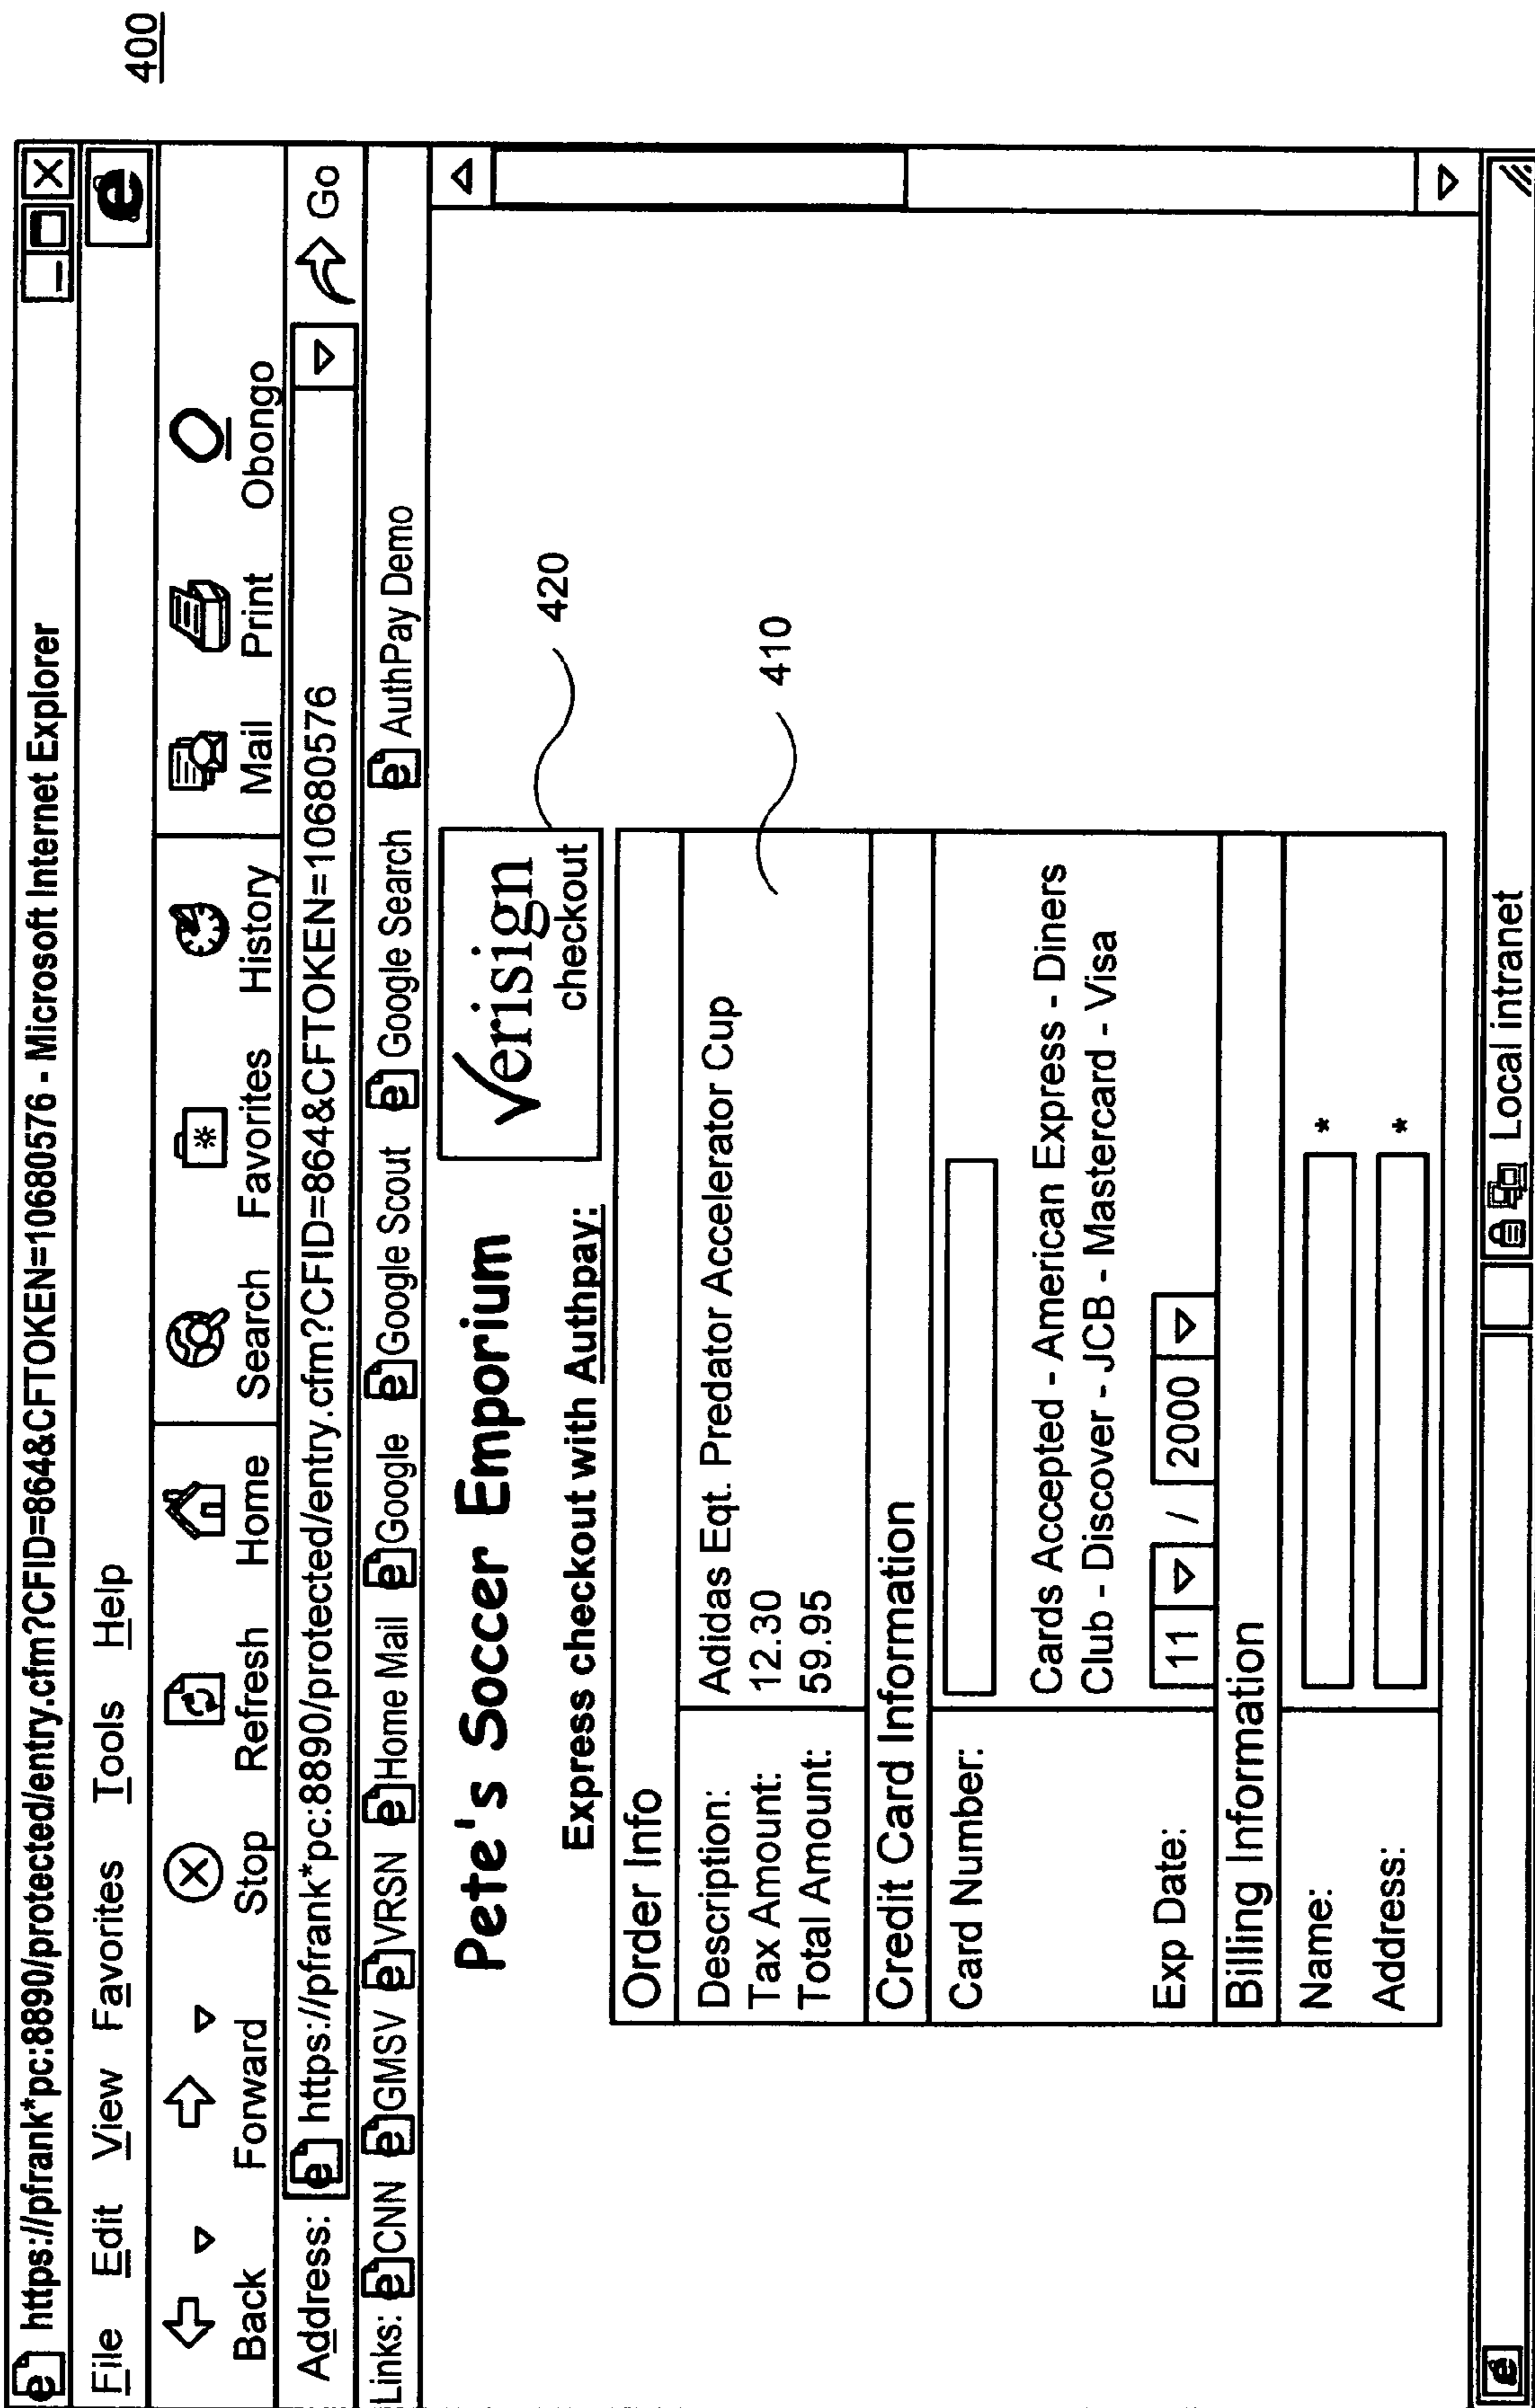 400
https://pfrank*pc:8890/protected/entry.cfm?CFID=864&CFTOKEN=10680576 - Microsoft Internet Explorer
File Edit View Favorites Tools Help
Back Forward Stop Refresh Home Search Favorites History Mail Print Obongo
Address: https://pfrank*pc:8890/protected/entry.cfm?CFID=864&CFTOKEN=10680576 Go
Links: CNN GMSV VRSN Home Mail Google Google Scout Google Search AuthPay Demo
Pete's Soccer Emporium
Verisign
checkout
420
Express checkout with Authpay:
Order Info
Description: Adidas Eqt. Predator Accelerator Cup
Tax Amount: 12.30
Total Amount: 59.95
410
Credit Card Information
Card Number:
Cards Accepted - American Express - Diners
Club - Discover - JCB - Mastercard - Visa
Exp Date: 11 / 2000
Billing Information
Name: *
Address: *
Local intranet